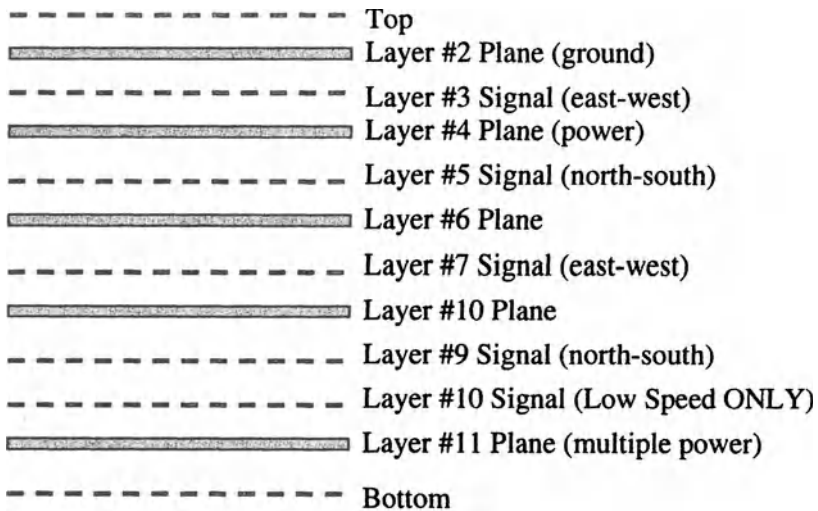 Top
Layer #2 Plane (ground)
Layer #3 Signal (east-west)
Layer #4 Plane (power)
Layer #5 Signal (north-south)
Layer #6 Plane
Layer #7 Signal (east-west)
Layer #10 Plane
Layer #9 Signal (north-south)
Layer #10 Signal (Low Speed ONLY)
Layer #11 Plane (multiple power)
Bottom